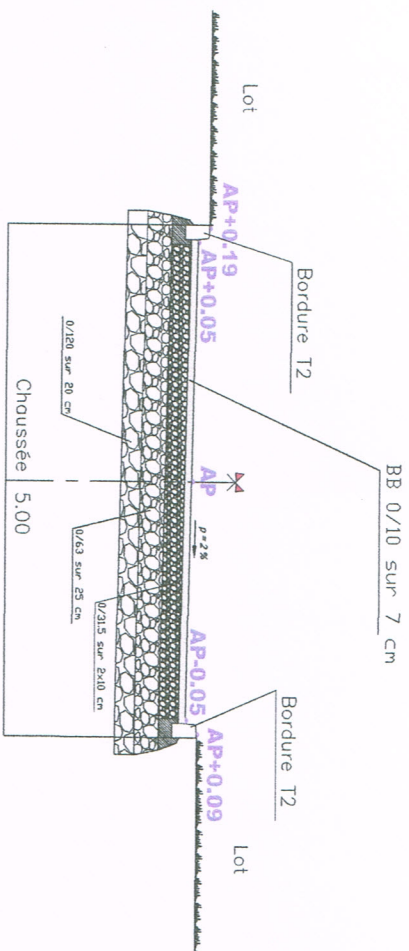 Lot
Bordure T2
BB 0/10 sur 7 cm
AP+0.19
AP+0.05
AP
p=2%
AP-0.05
AP+0.09
Bordure T2
Lot
0/120 sur 20 cm
0/63 sur 25 cm
0/31.5 sur 2x10 cm
Chaussée
5.00